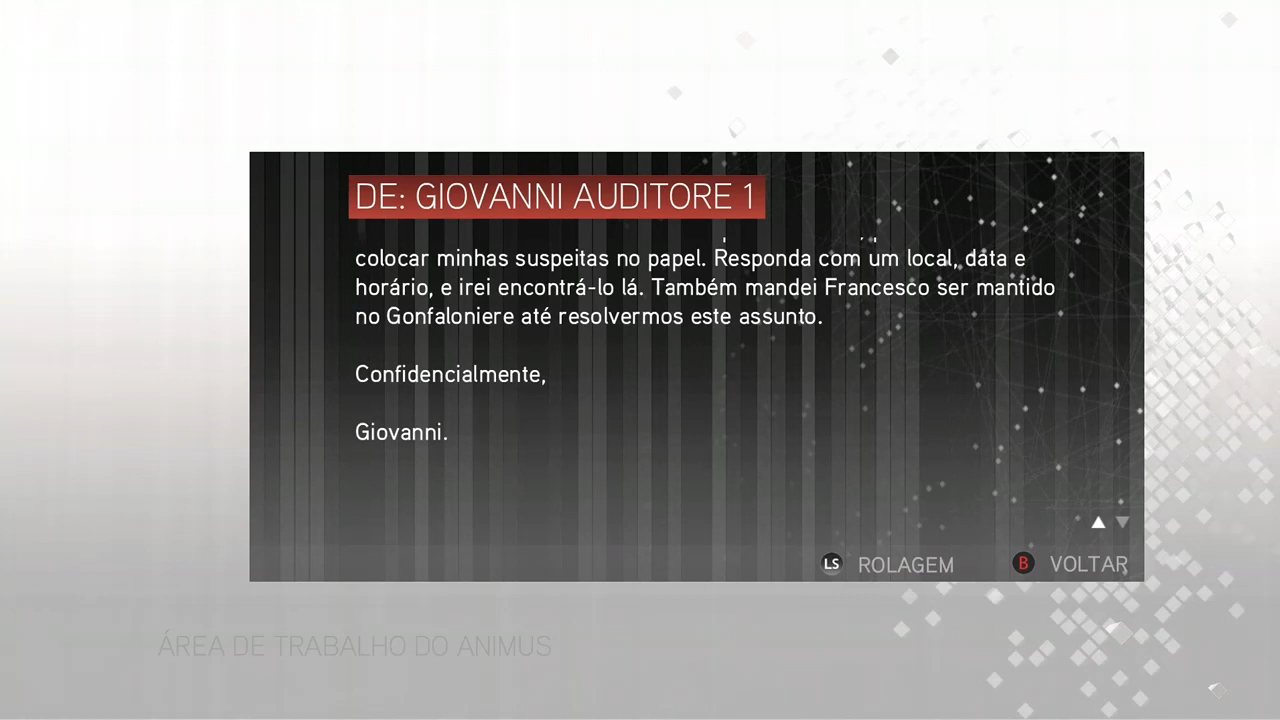 DE: GIOVANNI AUDITORE 1
colocar minhas suspeitas no papel. Responda com um local, data e
horário, e irei encontrá-lo lá. Também mandei Francesco ser mantido
no Gonfaloniere até resolvermos este assunto.
Confidencialmente,
Giovanni.
LS ROLAGEM B VOLTAR
ÁREA DE TRABALHO DO ANIMUS